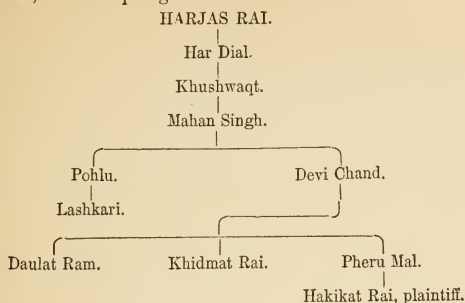 HARJAS RAI.
Har Dial.
Khushwaqt.
Mahan Singh.
Pohlu. Devi Chand.
Lashkari.
Daulat Ram. Khidmat Rai. Pheru Mal.
Hakikat Rai, plaintiff.